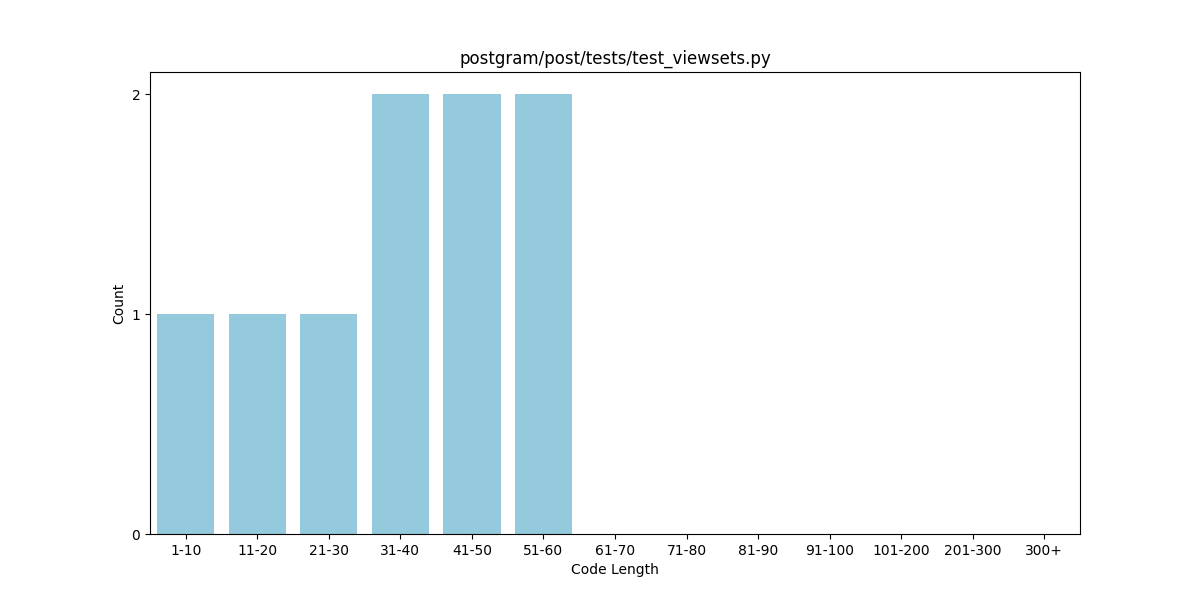 postgram/post/tests/test_viewsets.py
Count
2
1
0
1-10 11-20 21-30 31-40 41-50 51-60 61-70 71-80 81-90 91-100 101-200 201-300 300+
Code Length